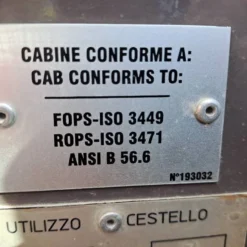 CABINE CONFORME A:
CAB CONFORMS TO:
FOPS-ISO 3449
ROPS-ISO 3471
ANSI B 56.6
N°193032
UTILIZZO CESTELLO